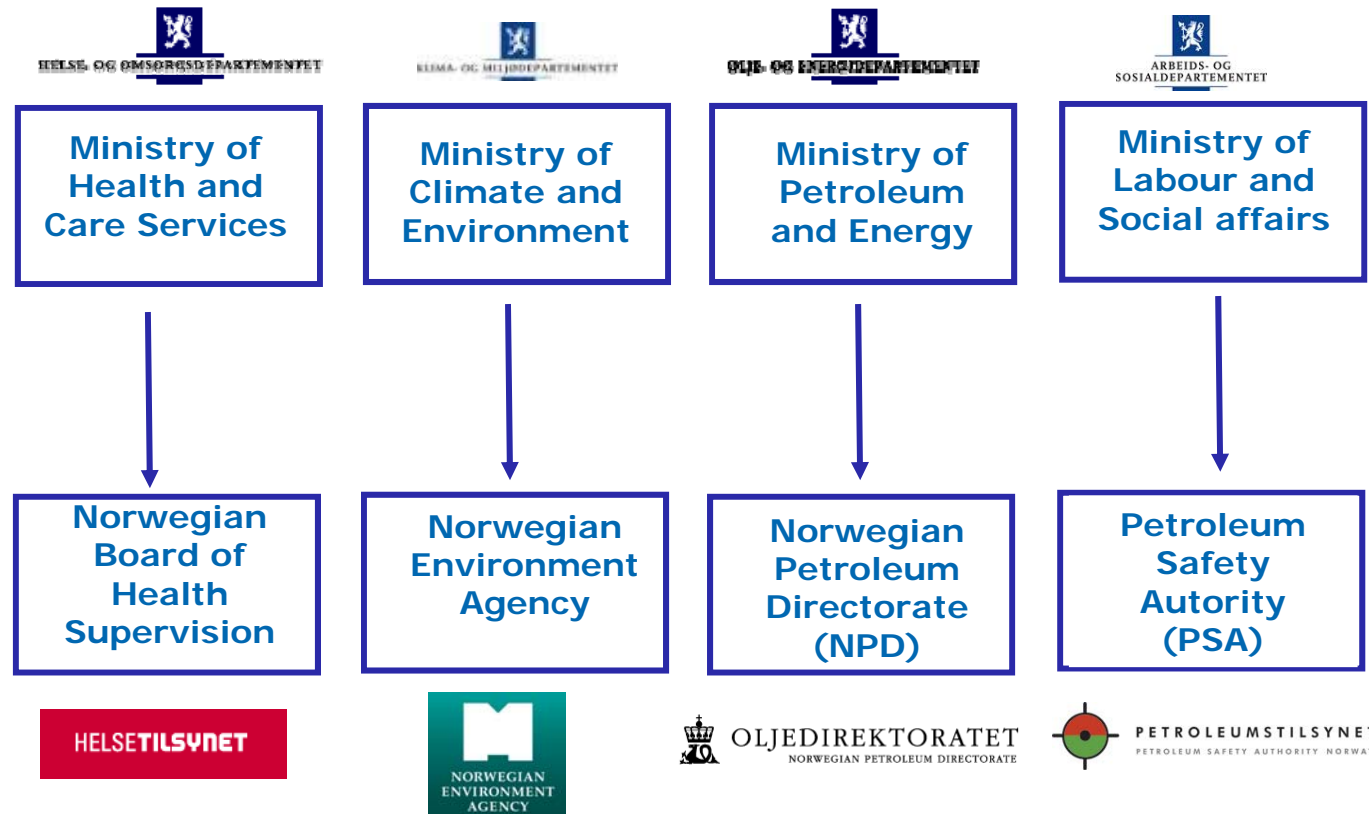 HELSE- OG OMSORGSDEPARTEMENTET
KLIMA- OG MILJØDEPARTEMENTET
OLJE- OG ENERGIDEPARTEMENTET
ARBEIDS- OG
SOSIALDEPARTEMENTET
Ministry of
Health and
Care Services
Ministry of
Climate and
Environment
Ministry of
Petroleum
and Energy
Ministry of
Labour and
Social affairs
Norwegian
Board of
Health
Supervision
Norwegian
Environment
Agency
Norwegian
Petroleum
Directorate
(NPD)
Petroleum
Safety
Autority
(PSA)
HELSETILSYNET
NORWEGIAN
ENVIRONMENT
AGENCY
OLJEDIREKTORATET
NORWEGIAN PETROLEUM DIRECTORATE
PETROLEUMSTILSYNET
PETROLEUM SAFETY AUTHORITY NORWA